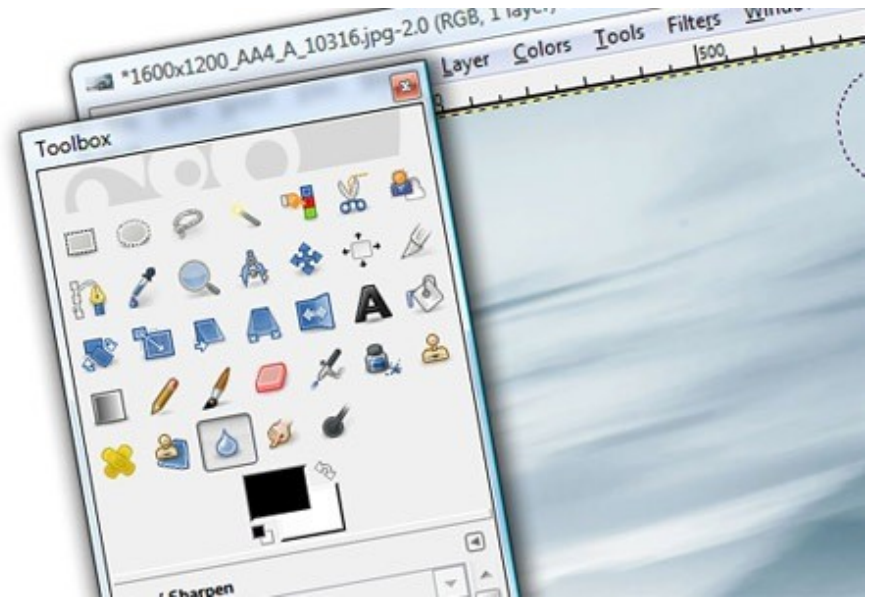 *1600x1200_AA4_A_10316.jpg-2.0 (RGB, 1 layer)
Layer Colors Tools Filters
500
Toolbox
A
Sharpen